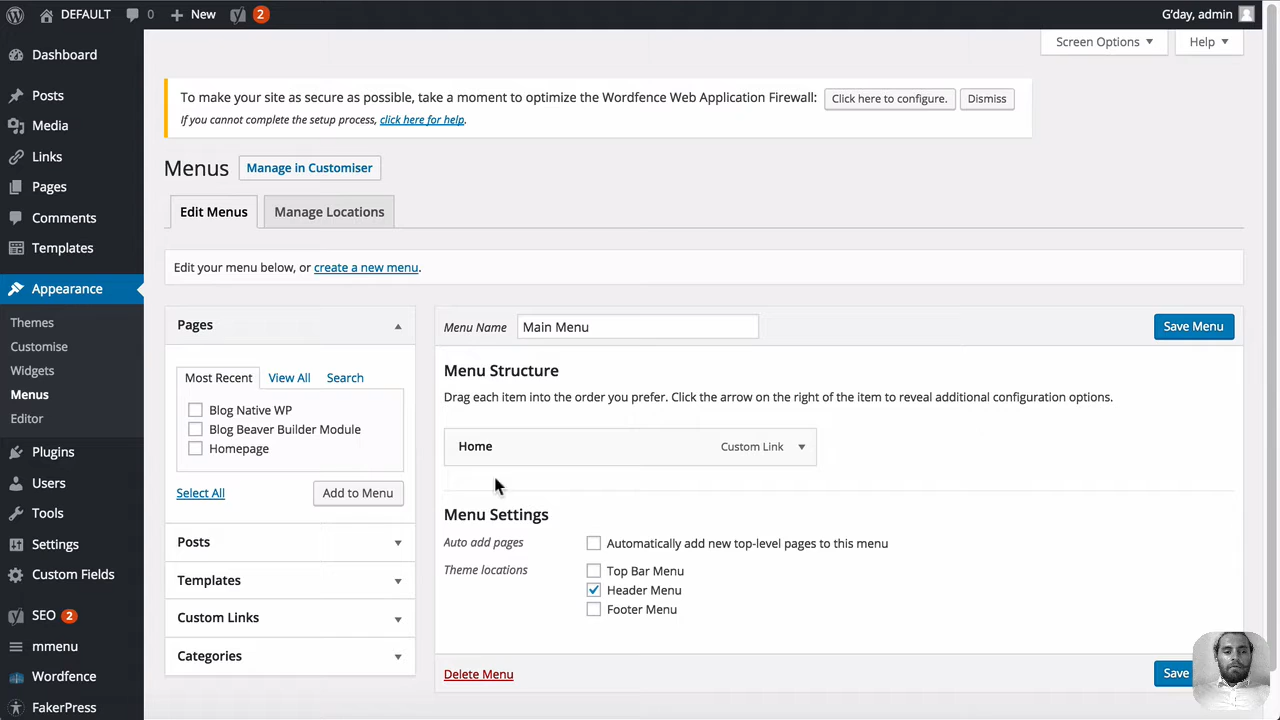 DEFAULT 0 New 2 G'day, admin
Screen Options Help
Dashboard
Posts
Media
Links
Pages
Comments
Templates
Appearance
Themes
Customise
Widgets
Menus
Editor
Plugins
Users
Tools
Settings
Custom Fields
SEO 2
mmenu
Wordfence
FakerPress
To make your site as secure as possible, take a moment to optimize the Wordfence Web Application Firewall: Click here to configure. Dismiss
If you cannot complete the setup process, click here for help.
Menus Manage in Customiser
Edit Menus Manage Locations
Edit your menu below, or create a new menu.
Pages
Most Recent View All Search
Blog Native WP
Blog Beaver Builder Module
Homepage
Select All Add to Menu
Posts
Templates
Custom Links
Categories
Menu Name Main Menu Save Menu
Menu Structure
Drag each item into the order you prefer. Click the arrow on the right of the item to reveal additional configuration options.
Home Custom Link
Menu Settings
Auto add pages Automatically add new top-level pages to this menu
Theme locations Top Bar Menu
Header Menu
Footer Menu
Delete Menu Save